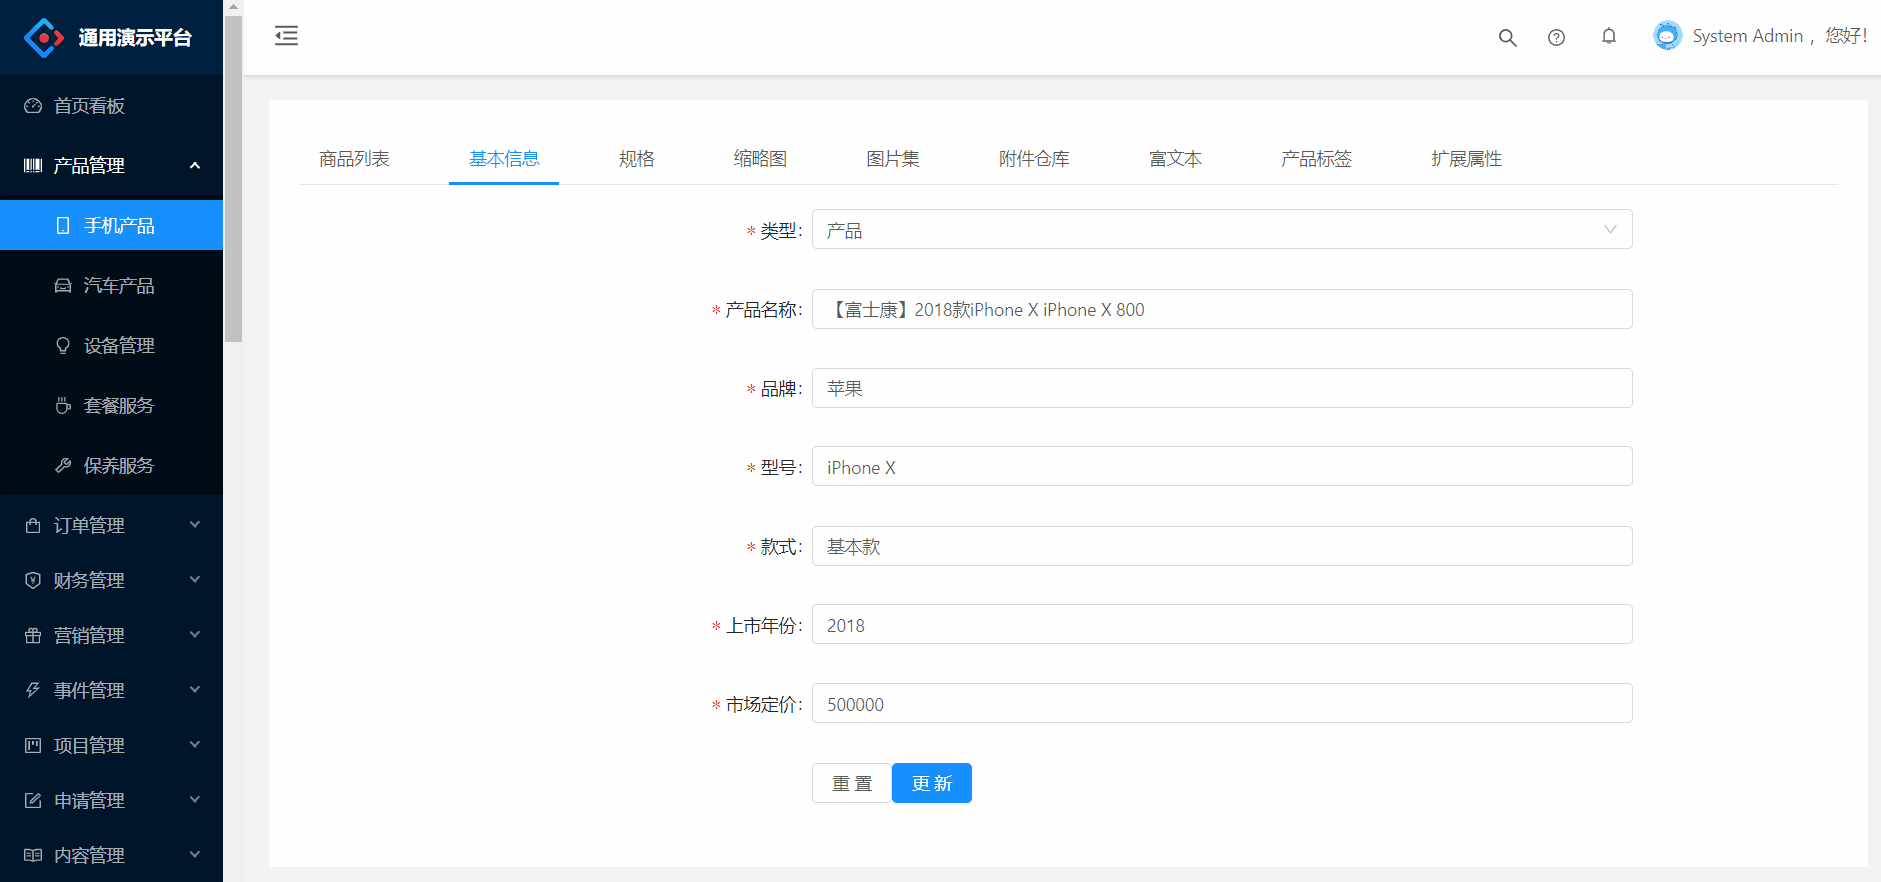 通用演示平台
首页看板
产品管理
手机产品
汽车产品
设备管理
套餐服务
保养服务
订单管理
财务管理
营销管理
事件管理
项目管理
申请管理
内容管理
System Admin , 您好!
商品列表 基本信息 规格 缩略图 图片集 附件仓库 富文本 产品标签 扩展属性
* 类型: 产品
* 产品名称: 【富士康】2018款iPhone X iPhone X 800
* 品牌: 苹果
* 型号: iPhone X
* 款式: 基本款
* 上市年份: 2018
* 市场定价: 500000
重 置 更 新